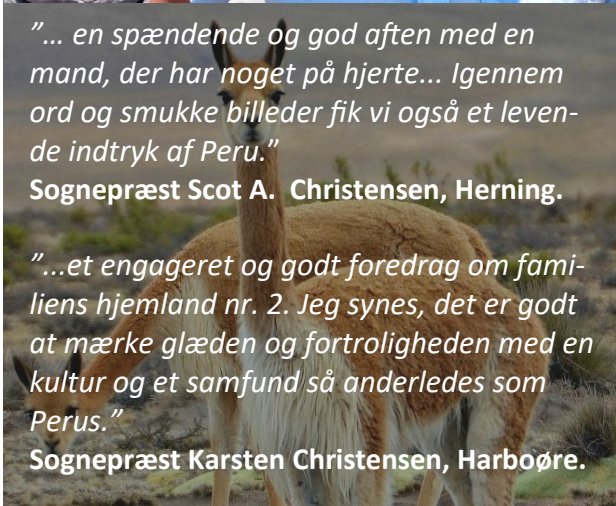 ”... en spændende og god aften med en
mand, der har noget på hjerte... Igennem
ord og smukke billeder fik vi også et leven-
de indtryk af Peru.”
Sognepræst Scot A.  Christensen, Herning.
”...et engageret og godt foredrag om fami-
liens hjemland nr. 2. Jeg synes, det er godt
at mærke glæden og fortroligheden med en
kultur og et samfund så anderledes som
Perus.”
Sognepræst Karsten Christensen, Harboøre.